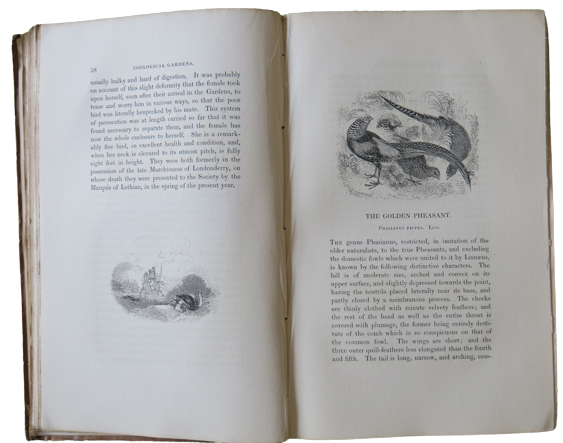 58
ZOOLOGICAL GARDENS.
usually bulky and hard of digestion. It was probably
on account of this slight deformity that the female took
upon herself, soon after their arrival in the Gardens, to
tease and worry him in various ways, so that the poor
bird was literally henpecked by his mate. This system
of persecution was at length carried so far that it was
found necessary to separate them, and the female has
now the whole enclosure to herself. She is a remark-
ably fine bird, in excellent health and condition, and,
when her neck is elevated to its utmost pitch, is fully
eight feet in height. They were both formerly in the
possession of the late Marchioness of Londonderry, on
whose death they were presented to the Society by the
Marquis of Lothian, in the spring of the present year.
THE GOLDEN PHEASANT.
PHASIANUS PICTUS. LINN.
THE genus Phasianus, restricted, in imitation of the
older naturalists, to the true Pheasants, and excluding
the domestic fowls which were united to it by Linnæus,
is known by the following distinctive characters. The
bill is of moderate size, arched and convex on its
upper surface, and slightly depressed towards the point,
having the nostrils placed laterally near its base, and
partly closed by a membranous process. The cheeks
are thinly clothed with minute velvety feathers; and
the rest of the head as well as the entire throat is
covered with plumage, the former being entirely desti-
tute of the comb which is so conspicuous on that of
the common fowl. The wings are short; and the
three outer quill-feathers less elongated than the fourth
and fifth. The tail is long, narrow, and arching, com-